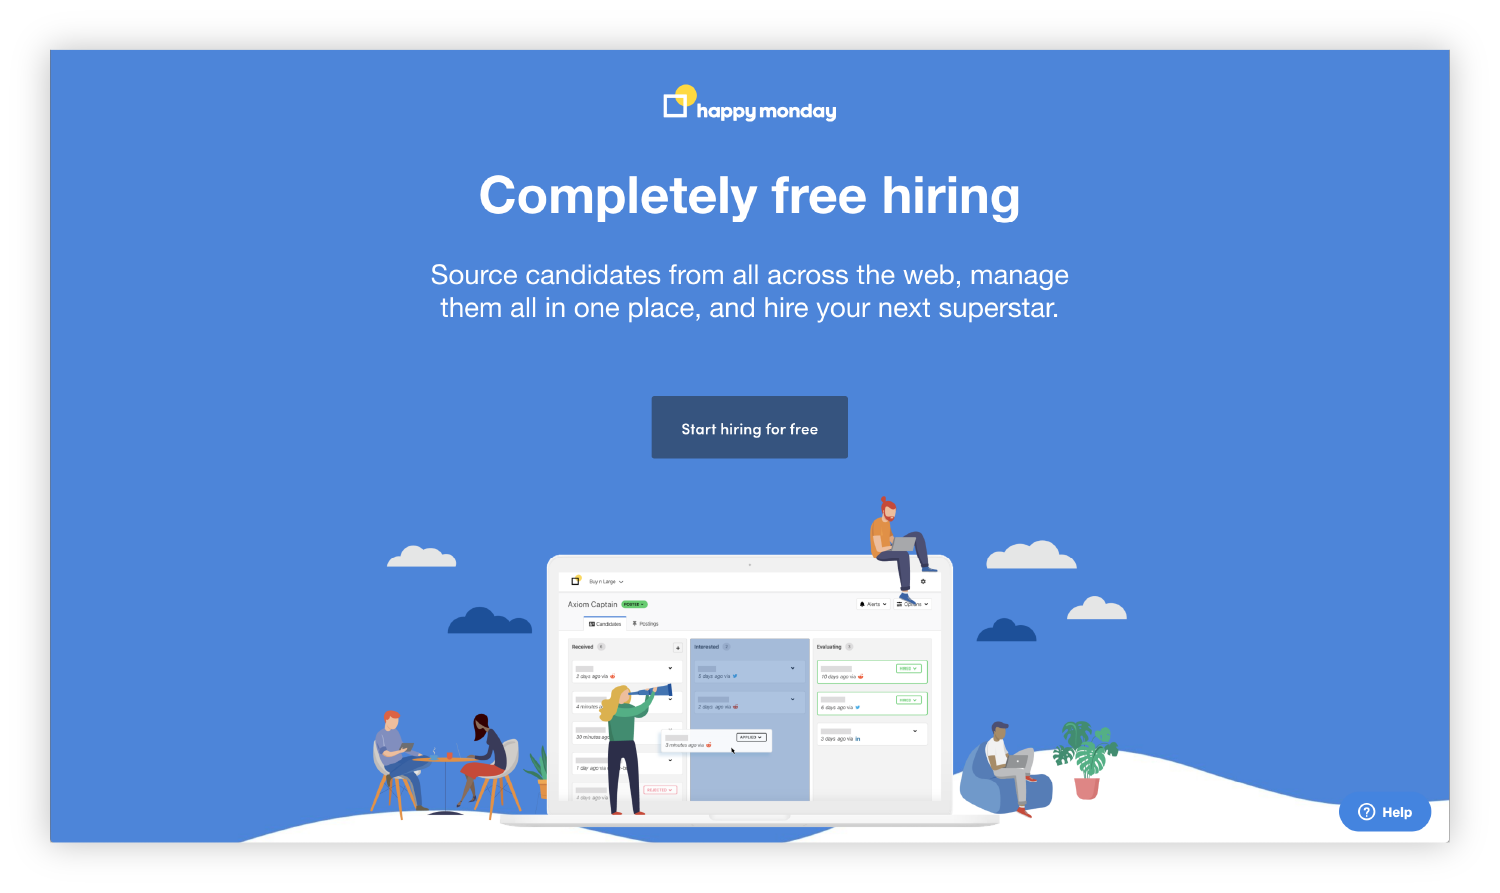 happy monday
Completely free hiring
Source candidates from all across the web, manage
them all in one place, and hire your next superstar.
Start hiring for free
Buy n Large
Axiom Captain
POSTED
Alerts
Options
Candidates
Postings
Received
Interested
Evaluating
2 days ago via
5 days ago via
HIRED
10 days ago via
4 minutes a
2 days ago via
HIRED
6 days ago via
30 minutes ago
APPLIED
3 minutes ago via
3 days ago via in
1 day ago via
REJECTED
days ago via
Help